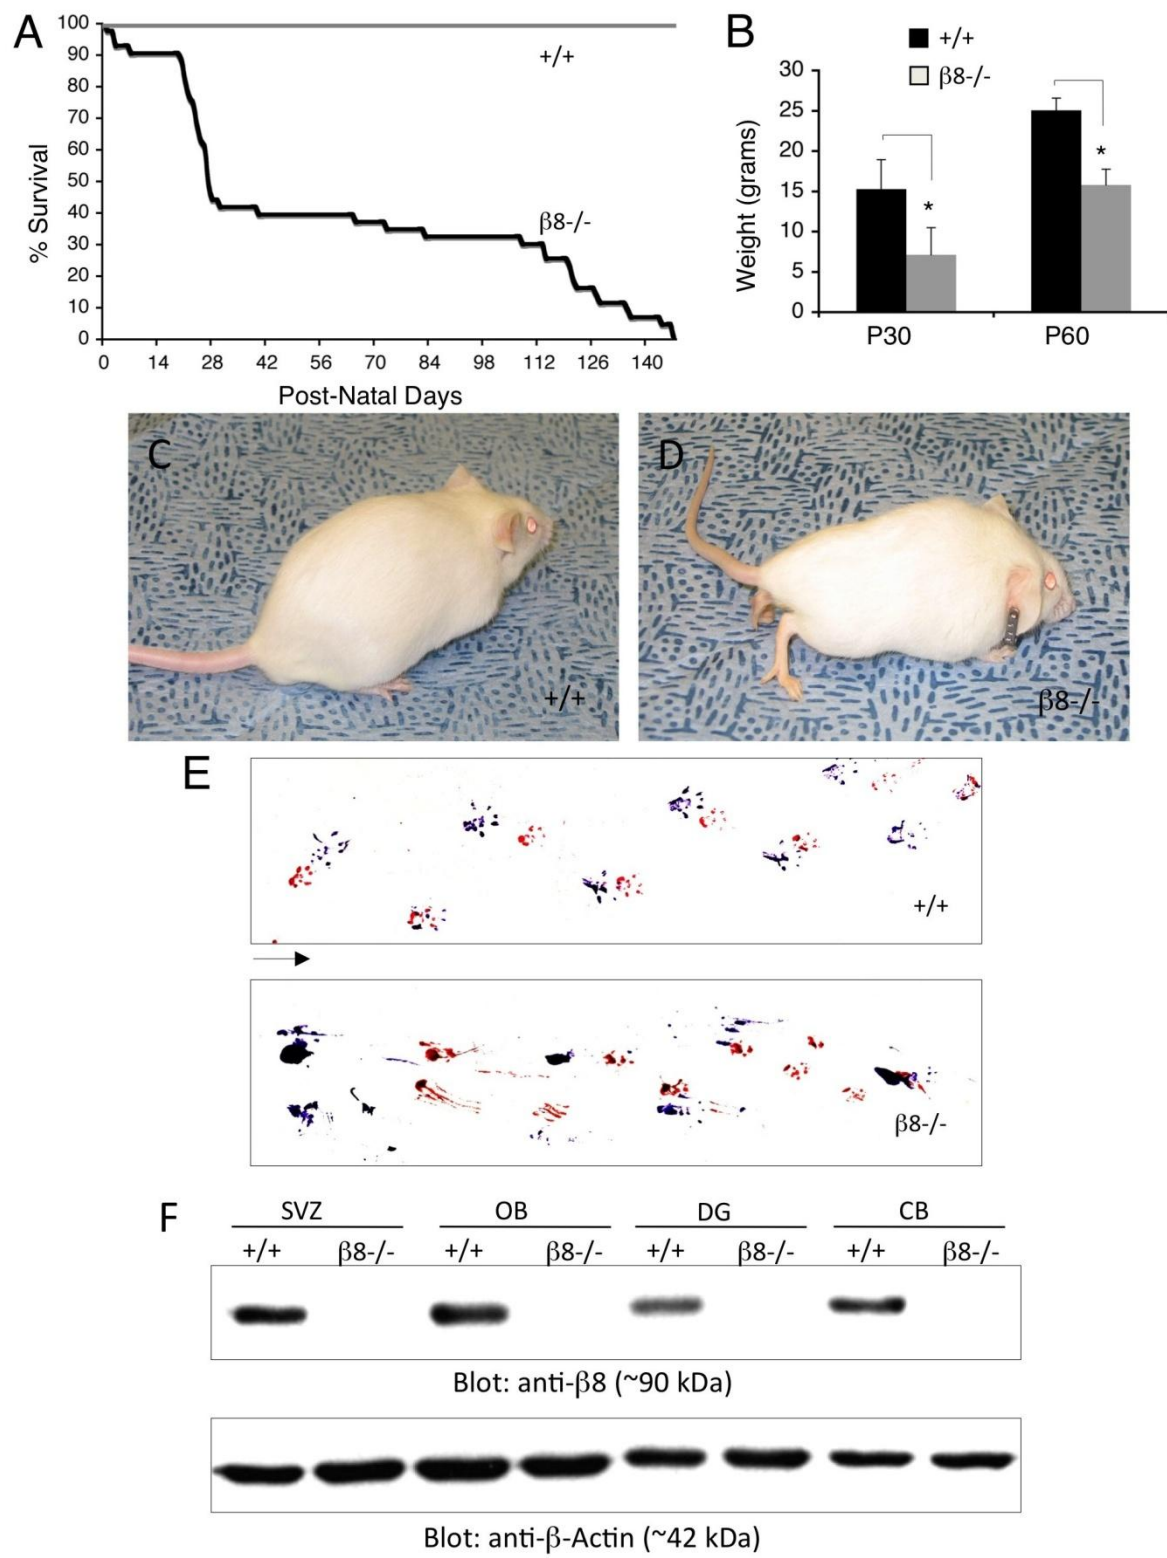 A
% Survival
100
90
80
70
60
50
40
30
20
10
0
+/+
β8-/-
0 14 28 42 56 70 84 98 112 126 140
Post-Natal Days
B
+/+
β8-/-
Weight (grams)
30
25
20
15
10
5
0
*
*
P30 P60
C
+/+
D
β8-/-
E
+/+
β8-/-
F
SVZ OB DG CB
+/+ β8-/- +/+ β8-/- +/+ β8-/- +/+ β8-/-
Blot: anti-β8 (~90 kDa)
Blot: anti-β-Actin (~42 kDa)